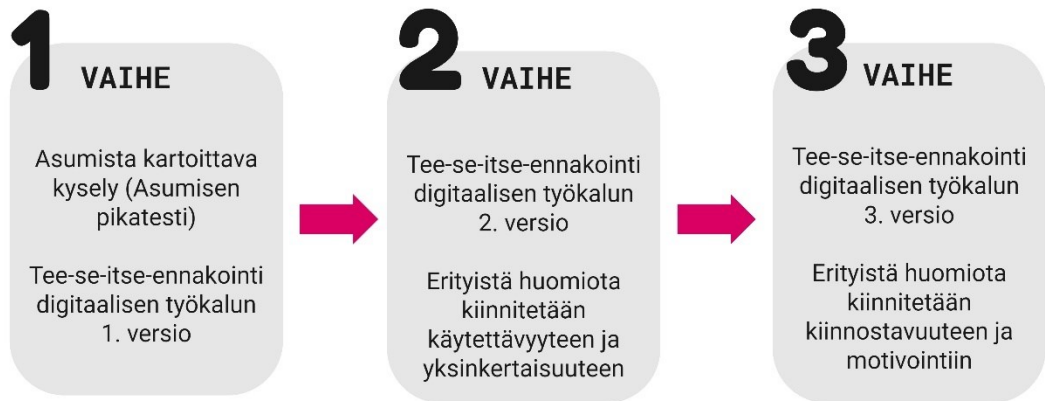 1 VAIHE
Asumista kartoittava
kysely (Asumisen
pikatesti)
Tee-se-itse-ennakointi
digitaalisen työkalun
1. versio
2 VAIHE
Tee-se-itse-ennakointi
digitaalisen työkalun
2. versio
Erityistä huomiota
kiinnitetään
käytettävyyteen ja
yksinkertaisuuteen
3 VAIHE
Tee-se-itse-ennakointi
digitaalisen työkalun
3. versio
Erityistä huomiota
kiinnitetään
kiinnostavuuteen ja
motivointiin